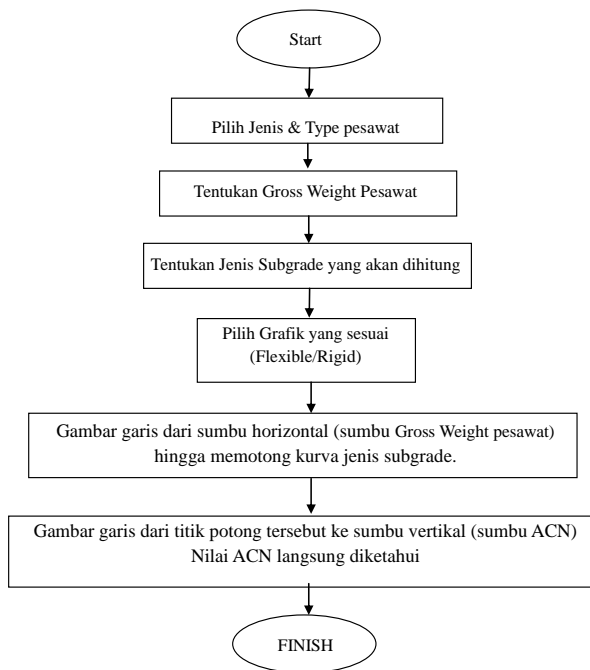 Start
Pilih Jenis & Type pesawat
Tentukan Gross Weight Pesawat
Tentukan Jenis Subgrade yang akan dihitung
Pilih Grafik yang sesuai
(Flexible/Rigid)
Gambar garis dari sumbu horizontal (sumbu Gross Weight pesawat)
hingga memotong kurva jenis subgrade.
Gambar garis dari titik potong tersebut ke sumbu vertikal (sumbu ACN)
Nilai ACN langsung diketahui
FINISH